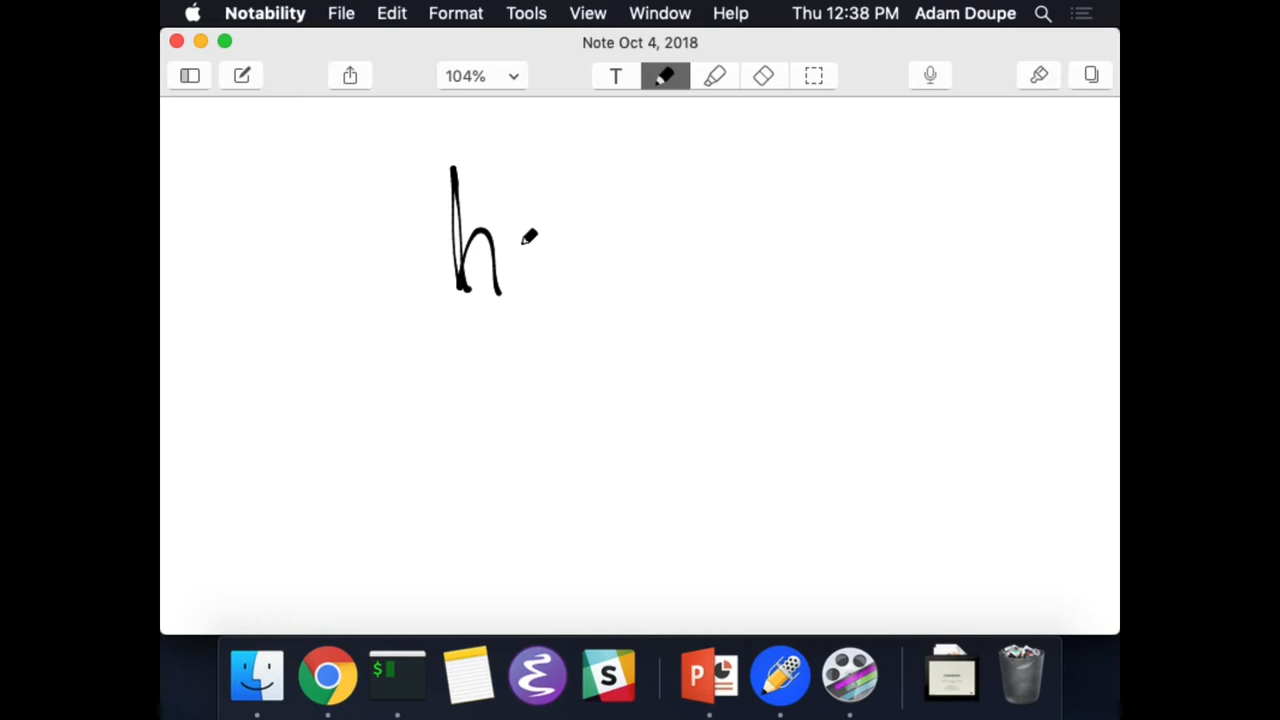 Notability File Edit Format Tools View Window Help Thu 12:38 PM Adam Doupe
Note Oct 4, 2018
104% T
h
$
S P